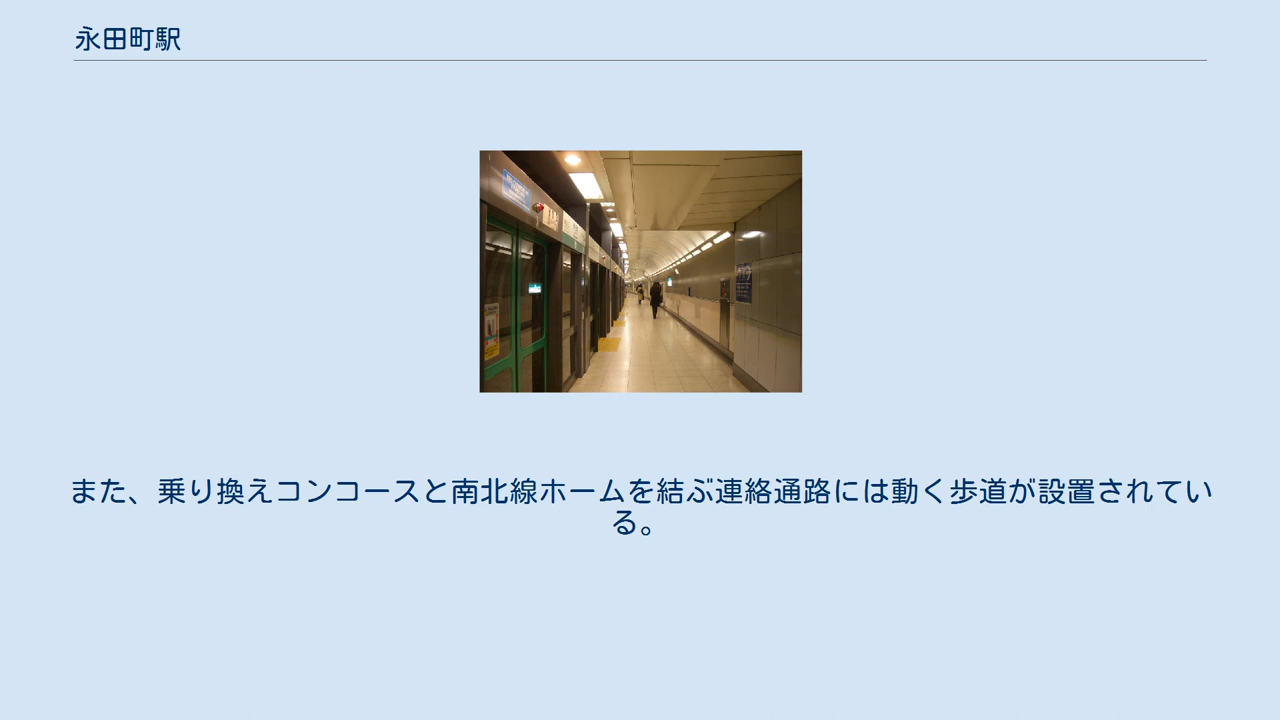 永田町駅
また、乗り換えコンコースと南北線ホームを結ぶ連絡通路には動く歩道が設置されてい
る。